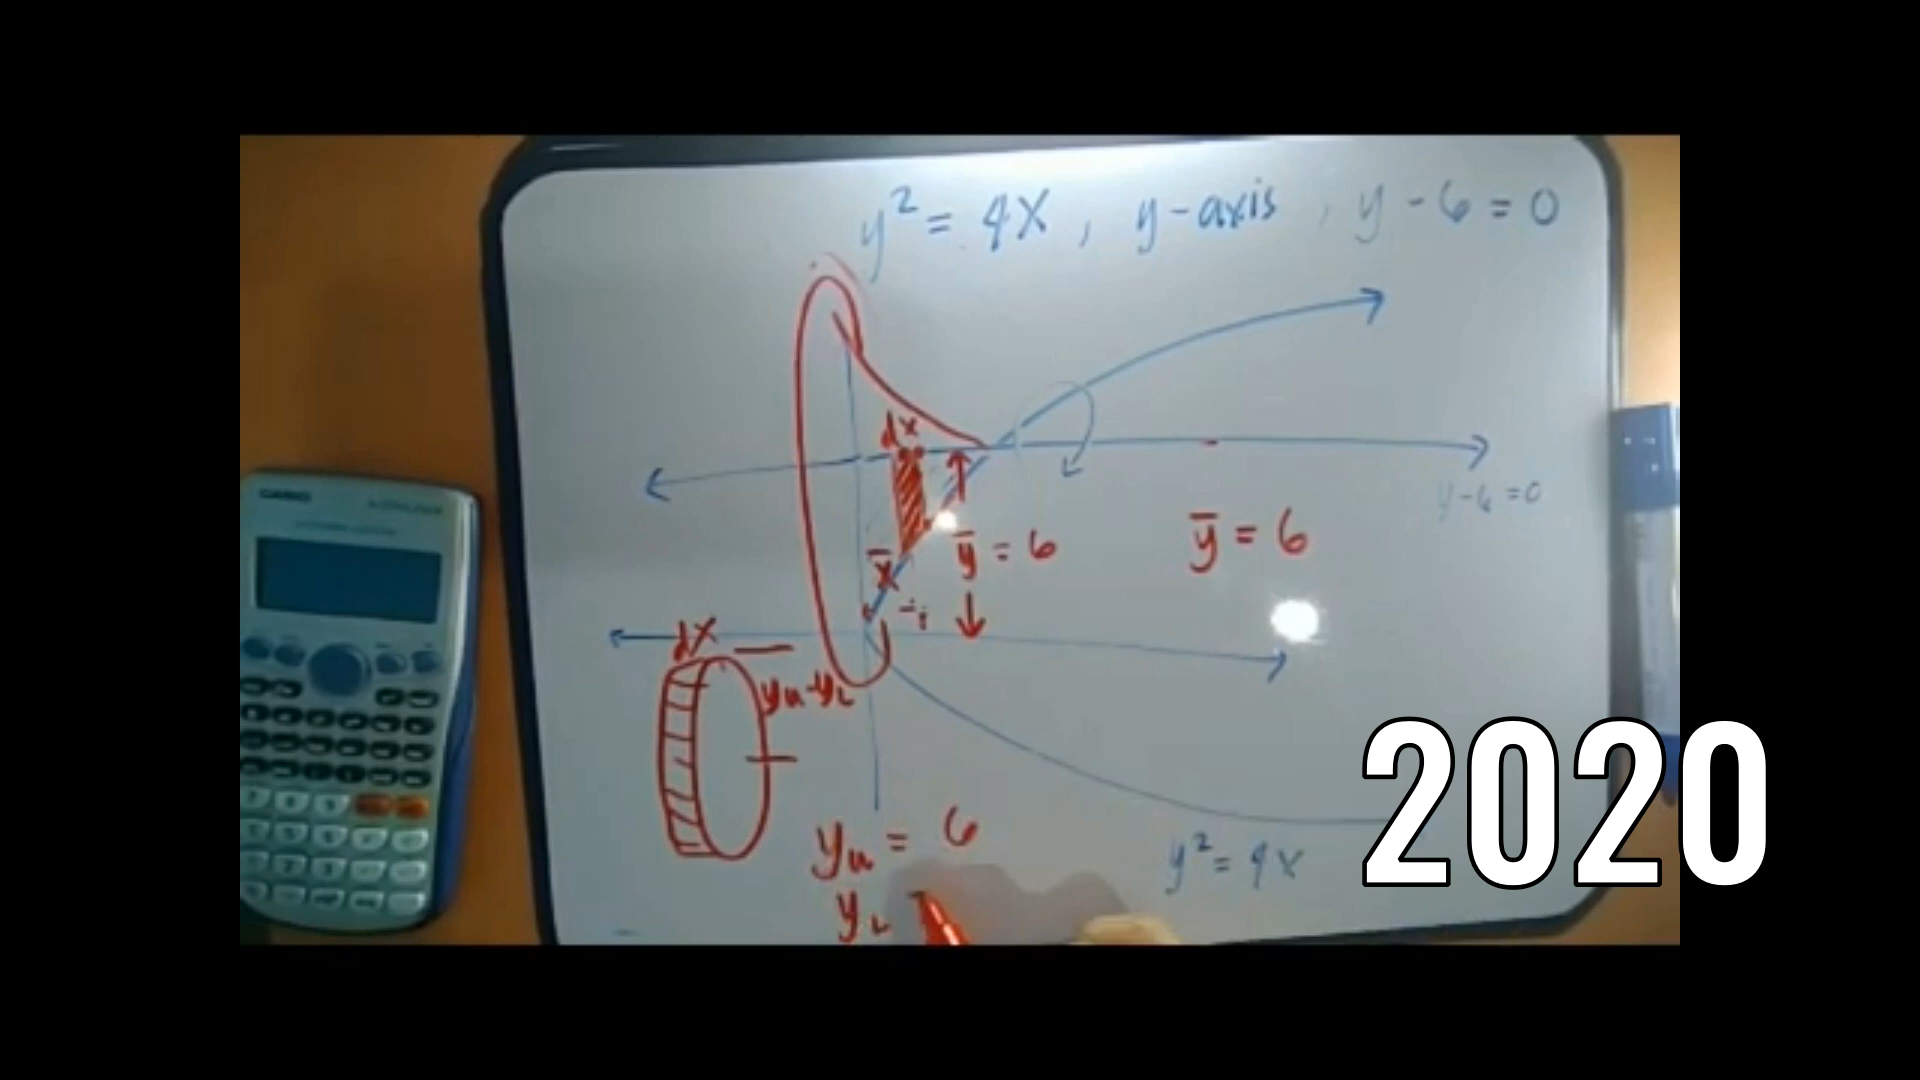 y² = 4x , y-axis , y - 6 = 0
dx
y - 6 = 0
x̄
ȳ = 6
ȳ = 6
dx
yu - yL
yu = 6
yL
y² = 4x
CASIO
2020